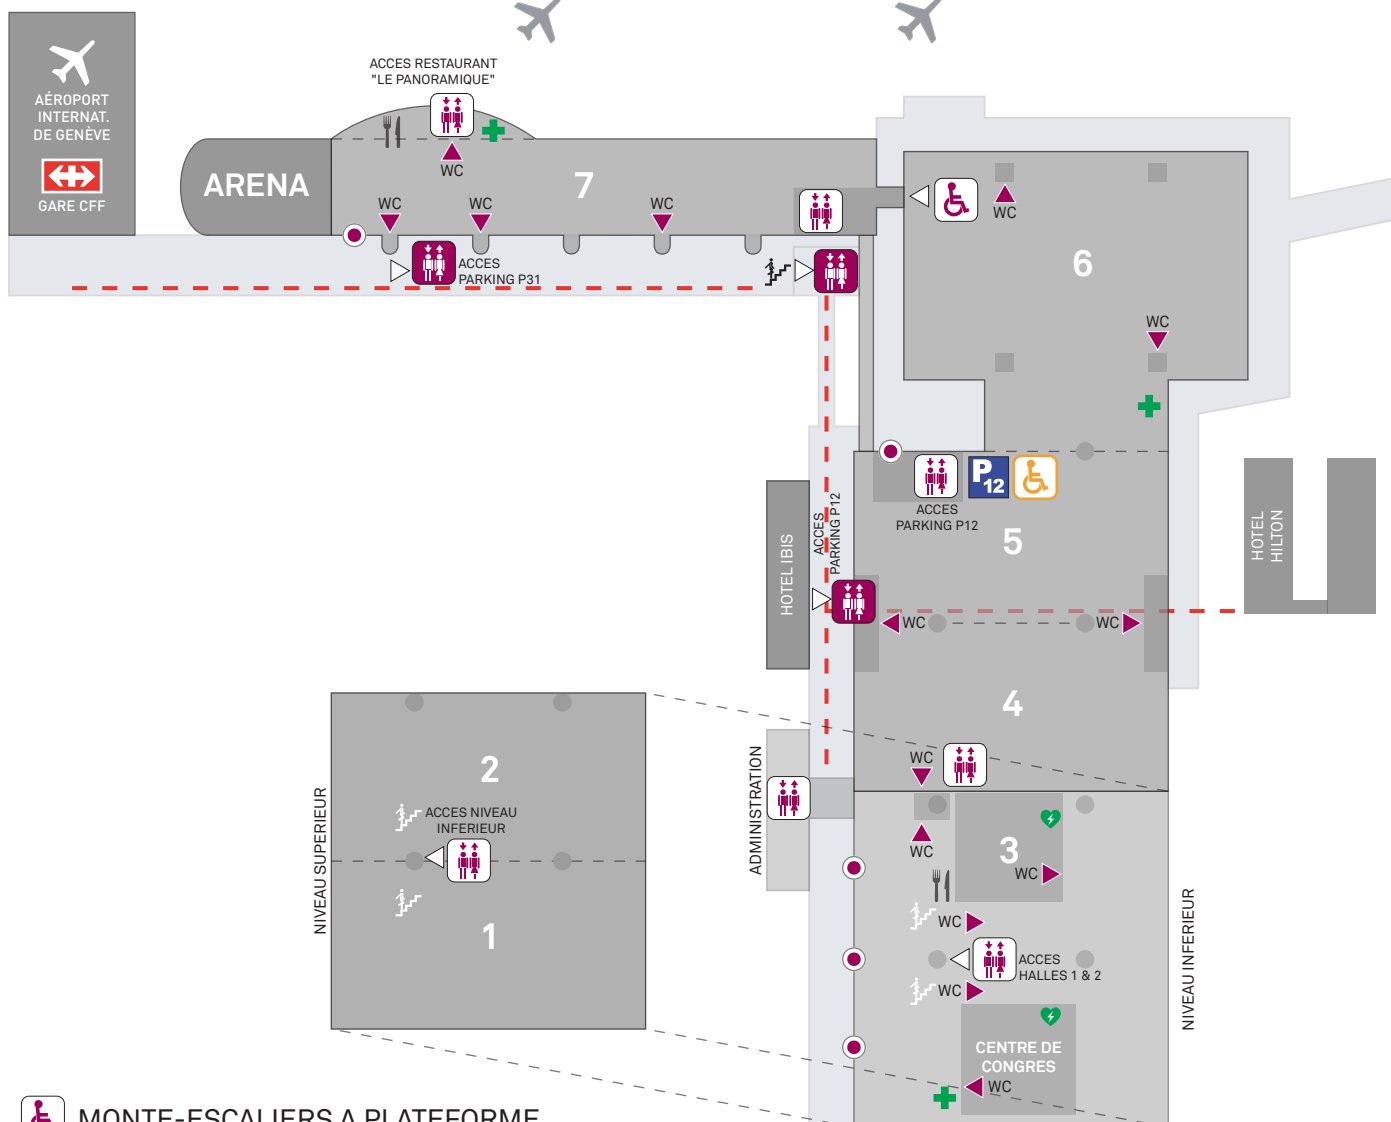 AÉROPORT
INTERNAT.
DE GENÈVE
GARE CFF
ACCES RESTAURANT
"LE PANORAMIQUE"
WC
ARENA
7
WC
WC
WC
ACCES
PARKING P31
WC
6
WC
ACCES
PARKING P12
P
12
ACCES
PARKING P12
5
HOTEL IBIS
HOTEL
HILTON
WC
WC
4
WC
ADMINISTRATION
NIVEAU SUPERIEUR
2
ACCES NIVEAU
INFERIEUR
1
WC
3
WC
WC
ACCES
HALLES 1 & 2
WC
NIVEAU INFERIEUR
CENTRE DE
CONGRES
WC
MONTE-ESCALIERS A PLATEFORME